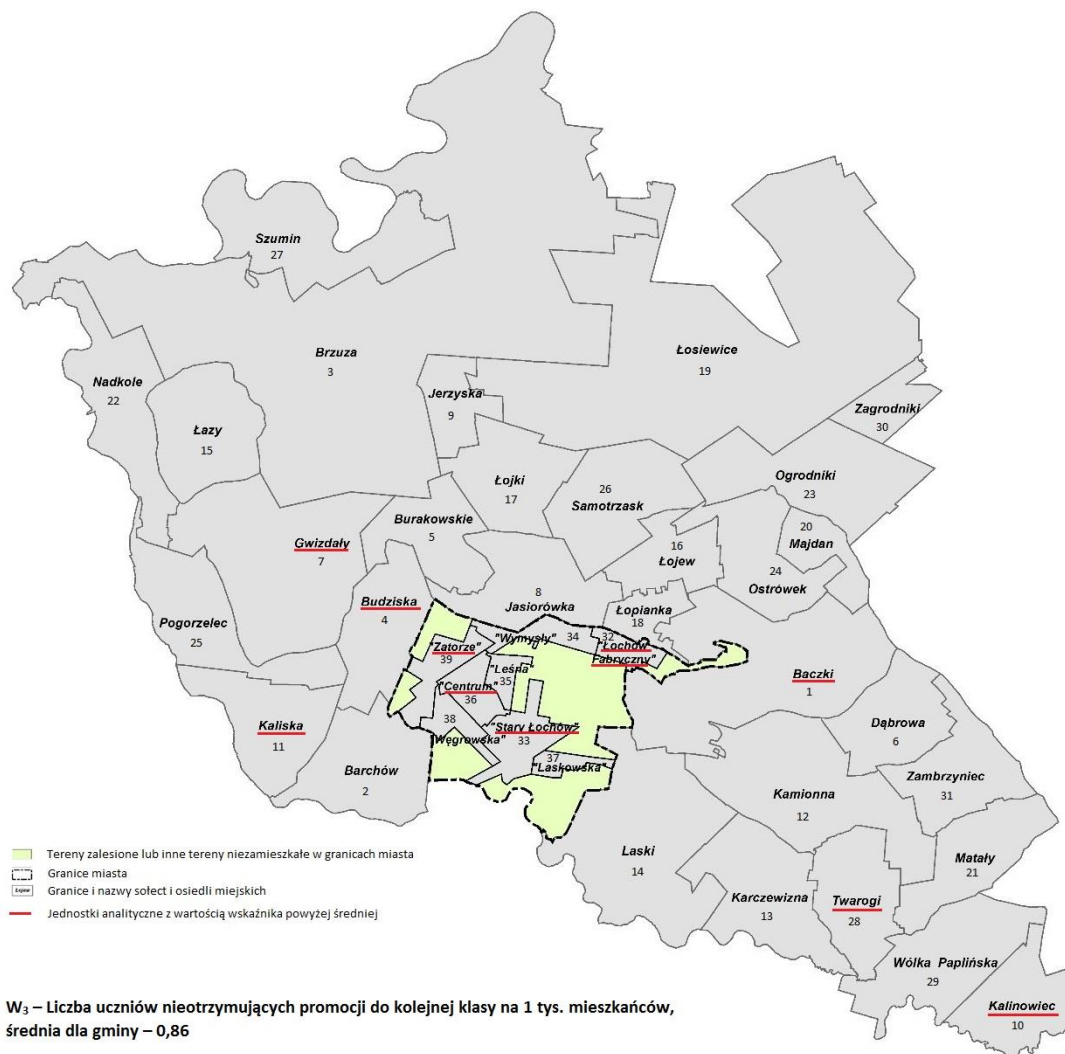 Szumin
27
Brzuza
3
Łosiewice
19
Nadkole
22
Jerzyska
9
Zagrodniki
30
Łazy
15
Ogrodniki
23
Łojki
17
26
Samotrzask
20
Majdan
Burakowskie
5
16
Łojew
Gwizdały
7
24
Ostrówek
Budziska
4
8
Jasiorówka
Łopianka
18
Pogorzelec
25
"Wymysły"
34
32
"Łochów
Fabryczny"
"Zatorze"
39
"Leśna"
35
"Centrum"
36
Baczki
1
Kaliska
11
38
"Węgrowska"
"Stary Łochów"
33
Dąbrowa
6
37
"Laskowska"
Barchów
2
Zambrzyniec
31
Kamionna
12
Laski
14
Matały
21
Karczewizna
13
Twarogi
28
Wólka Paplińska
29
Kalinowiec
10
Tereny zalesione lub inne tereny niezamieszkałe w granicach miasta
Granice miasta
Łojew
Granice i nazwy sołect i osiedli miejskich
Jednostki analityczne z wartością wskaźnika powyżej średniej
W₃ – Liczba uczniów nieotrzymujących promocji do kolejnej klasy na 1 tys. mieszkańców,
średnia dla gminy – 0,86